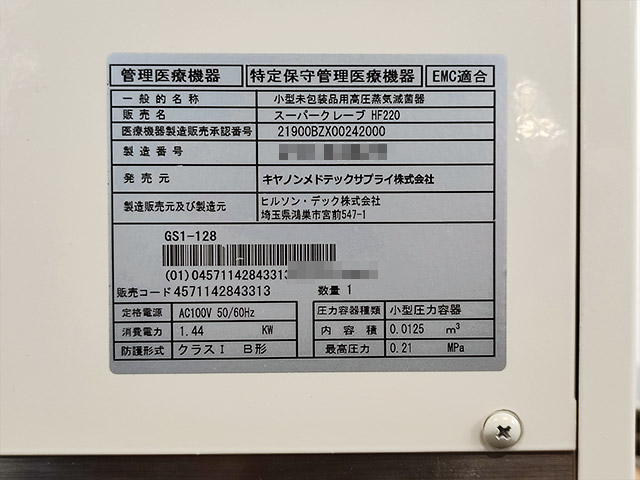 管理医療機器 特定保守管理医療機器 EMC適合
一般的名称 小型未包装品用高圧蒸気滅菌器
販売名 スーパークレーブ HF220
医療機器製造販売承認番号 21900BZX00242000
製造番号
発売元 キヤノンメドテックサプライ株式会社
製造販売元及び製造元 ヒルソン・デック株式会社
埼玉県鴻巣市宮前547-1
GS1-128
(01)04571142843313
販売コード 4571142843313 数量 1
定格電源 AC100V 50/60Hz 圧力容器種類 小型圧力容器
消費電力 1.44 KW 内容積 0.0125 m³
防護形式 クラスI B形 最高圧力 0.21 MPa